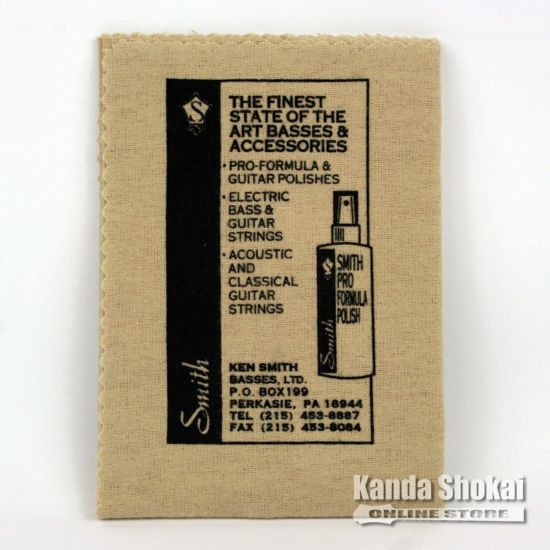 S
THE FINEST
STATE OF THE
ART BASSES &
ACCESSORIES
• PRO-FORMULA &
GUITAR POLISHES
• ELECTRIC
BASS &
GUITAR
STRINGS
• ACOUSTIC
AND
CLASSICAL
GUITAR
STRINGS
S
SMITH
PRO
FORMULA
POLISH
Smith
Smith
KEN SMITH
BASSES, LTD.
P.O. BOX199
PERKASIE, PA 18944
TEL (215) 453-8887
FAX (215) 453-8084
Kanda Shokai
ONLINE STORE